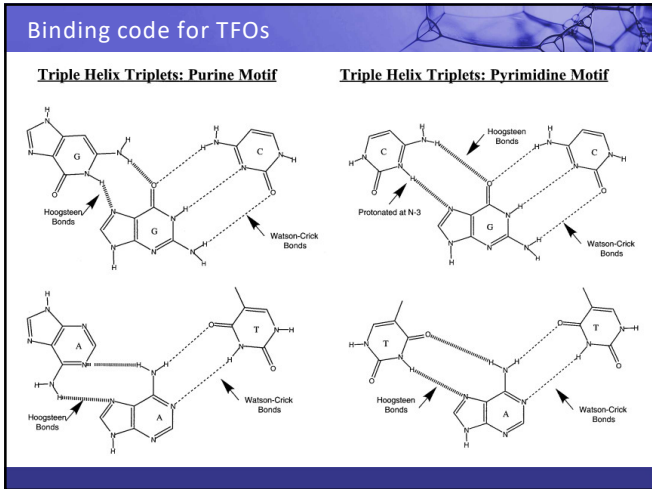 Binding code for TFOs
Triple Helix Triplets: Purine Motif
H
N
N
G
O
N
H
N
H
H
Hoogsteen
Bonds
O
N
N
H
G
N
N
H
N
H
H
H
H
N
C
N
N
H
O
Watson-Crick
Bonds
H
N
N
A
N
N
H
N
H
Hoogsteen
Bonds
H
H
N
N
N
H
A
N
N
O
T
N
H
N
H
O
Watson-Crick
Bonds
Triple Helix Triplets: Pyrimidine Motif
H
N
H
C
N
H
N
O
H
Protonated at N-3
Hoogsteen
Bonds
O
N
N
H
G
N
N
H
N
H
H
H
H
N
C
N
N
H
O
Watson-Crick
Bonds
O
T
H
N
N
H
O
Hoogsteen
Bonds
H
H
N
N
N
H
A
N
N
O
T
N
H
N
H
O
Watson-Crick
Bonds